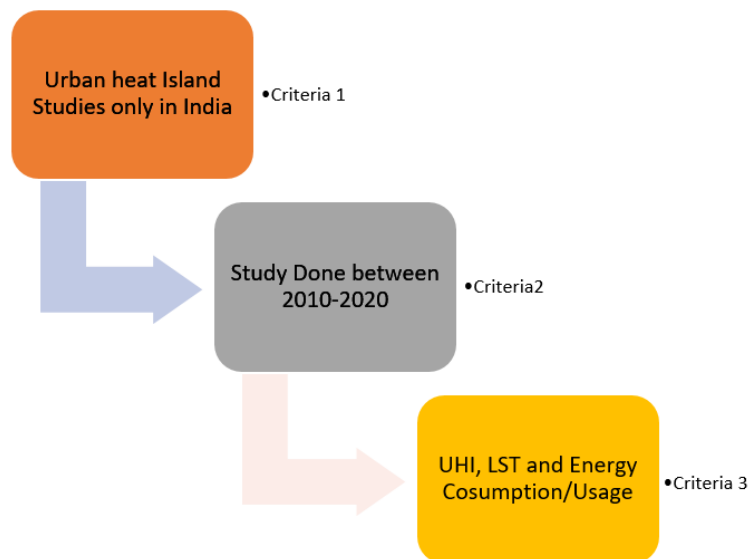 Urban heat Island
Studies only in India
•Criteria 1
Study Done between
2010-2020
•Criteria2
UHI, LST and Energy
Cosumption/Usage
•Criteria 3